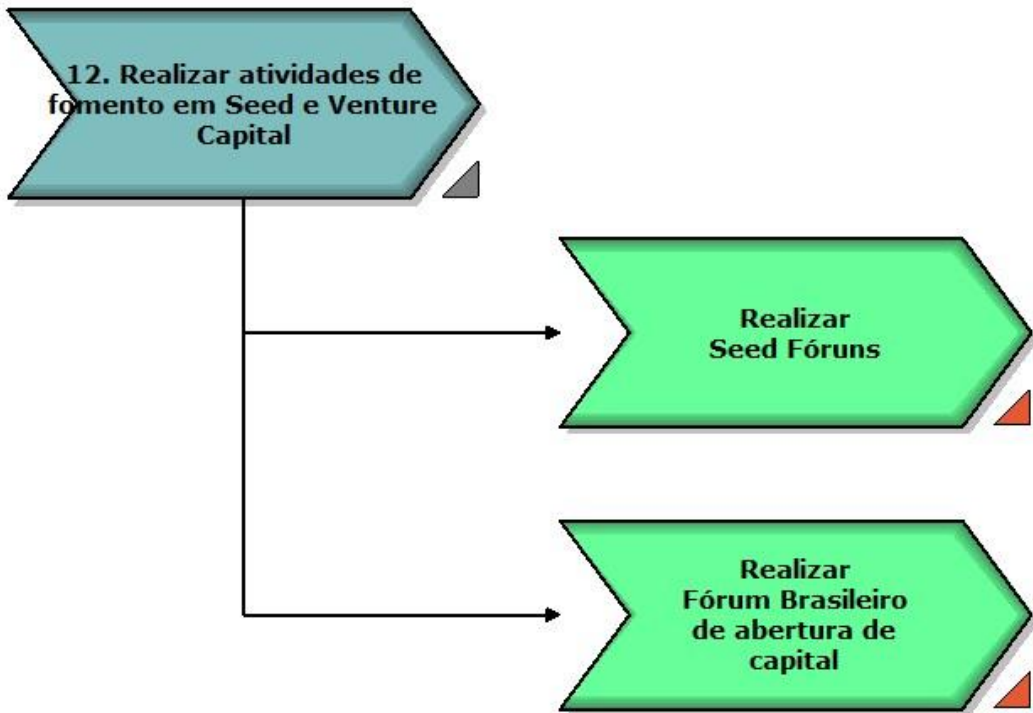 12. Realizar atividades de
fomento em Seed e Venture
Capital
Realizar
Seed Fóruns
Realizar
Fórum Brasileiro
de abertura de
capital